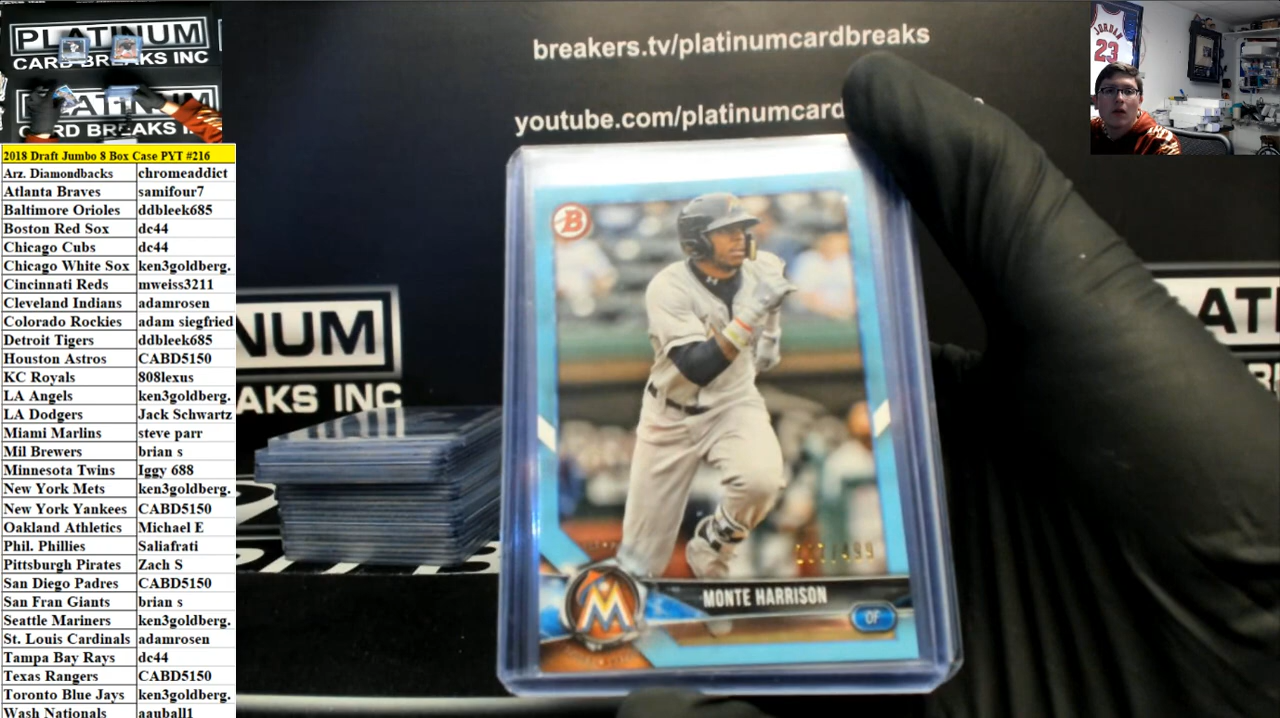 PLATINUM
CARD BREAKS INC
CARD BREAKS
2018 Draft Jumbo 8 Box Case PYT #216
Arz. Diamondbacks chromeaddict
Atlanta Braves samifour7
Baltimore Orioles ddbleek685
Boston Red Sox dc44
Chicago Cubs dc44
Chicago White Sox ken3goldberg.
Cincinnati Reds mweiss3211
Cleveland Indians adamrosen
Colorado Rockies adam siegfried
Detroit Tigers ddbleek685
Houston Astros CABD5150
KC Royals 808lexus
LA Angels ken3goldberg.
LA Dodgers Jack Schwartz
Miami Marlins steve parr
Mil Brewers brian s
Minnesota Twins Iggy 688
New York Mets ken3goldberg.
New York Yankees CABD5150
Oakland Athletics Michael E
Phil. Phillies Saliafrati
Pittsburgh Pirates Zach S
San Diego Padres CABD5150
San Fran Giants brian s
Seattle Mariners ken3goldberg.
St. Louis Cardinals adamrosen
Tampa Bay Rays dc44
Texas Rangers CABD5150
Toronto Blue Jays ken3goldberg.
Wash Nationals aauball1
breakers.tv/platinumcardbreaks
youtube.com/platinumcard
NUM
AKS INC
B
M
MONTE HARRISON
OF
PLATI
JORDAN
23